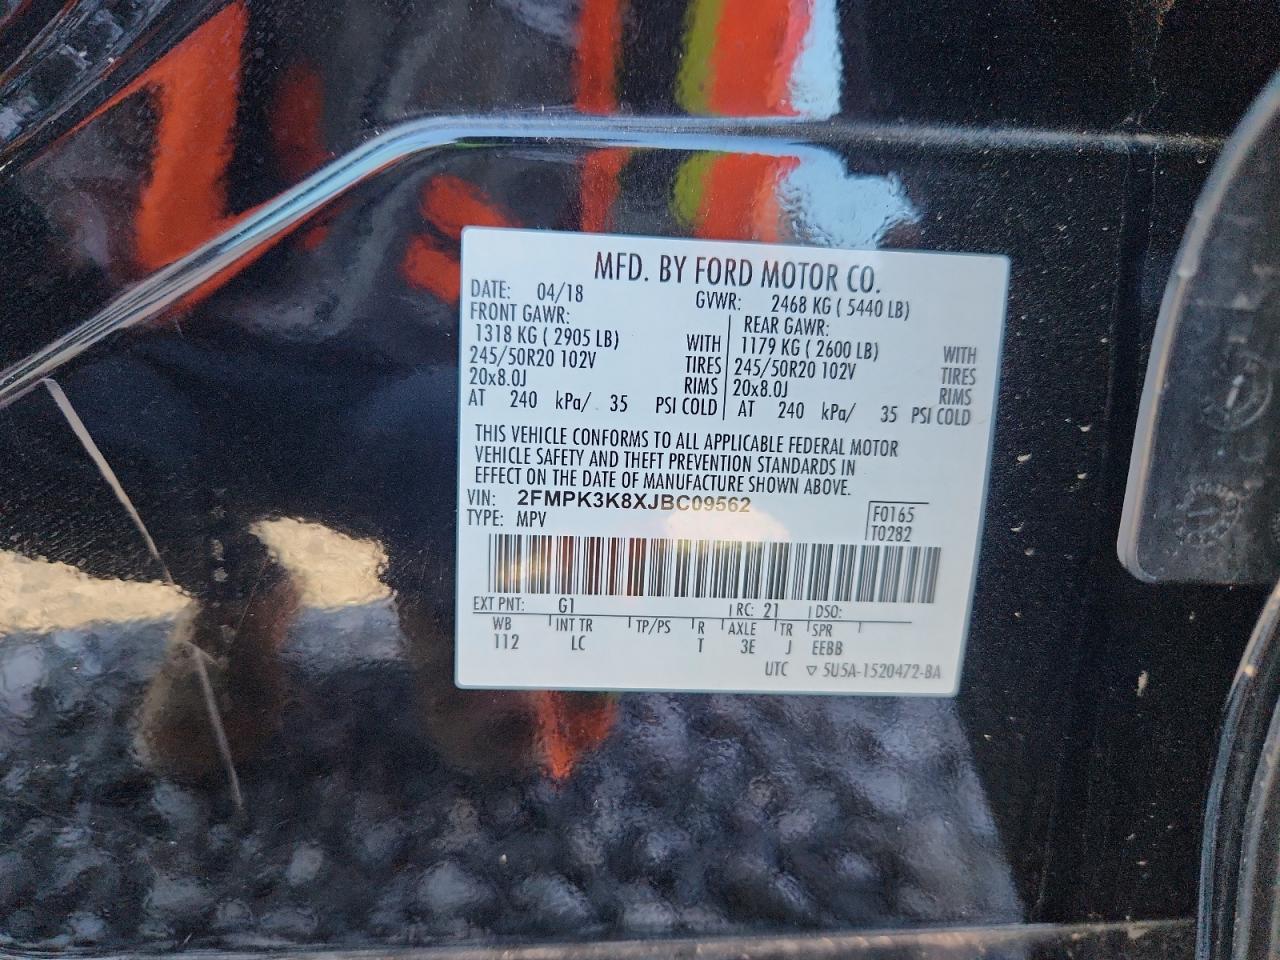 MFD. BY FORD MOTOR CO.
DATE: 04/18 GVWR: 2468 KG ( 5440 LB)
FRONT GAWR: REAR GAWR:
1318 KG ( 2905 LB) WITH 1179 KG ( 2600 LB) WITH
245/50R20 102V TIRES 245/50R20 102V TIRES
20x8.0J RIMS 20x8.0J RIMS
AT 240 kPa/ 35 PSI COLD AT 240 kPa/ 35 PSI COLD
THIS VEHICLE CONFORMS TO ALL APPLICABLE FEDERAL MOTOR
VEHICLE SAFETY AND THEFT PREVENTION STANDARDS IN
EFFECT ON THE DATE OF MANUFACTURE SHOWN ABOVE.
VIN: 2FMPK3K8XJBC09562 F0165
TYPE: MPV T0282
EXT PNT: G1 RC: 21 DSO:
WB INT TR TP/PS R AXLE TR SPR
112 LC T 3E J EEBB
UTC ▽ 5U5A-1520472-BA